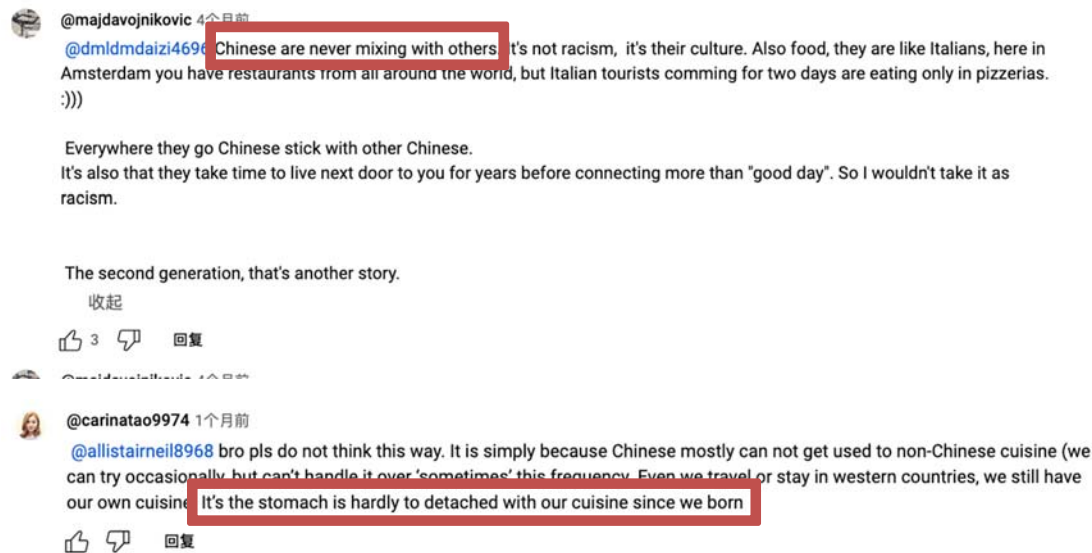 @majdavojnikovic 4个月前
@dmldmdaizi4696 Chinese are never mixing with others. It's not racism, it's their culture. Also food, they are like Italians, here in
Amsterdam you have restaurants from all around the world, but Italian tourists comming for two days are eating only in pizzerias.
:)))
Everywhere they go Chinese stick with other Chinese.
It's also that they take time to live next door to you for years before connecting more than "good day". So I wouldn't take it as
racism.
The second generation, that's another story.
收起
3 回复
@majdavojnikovic 4个月前
@carinatao9974 1个月前
@allistairneil8968 bro pls do not think this way. It is simply because Chinese mostly can not get used to non-Chinese cuisine (we
can try occasionally, but can't handle it over 'sometimes' this frequency. Even we travel or stay in western countries, we still have
our own cuisine. It's the stomach is hardly to detached with our cuisine since we born
回复